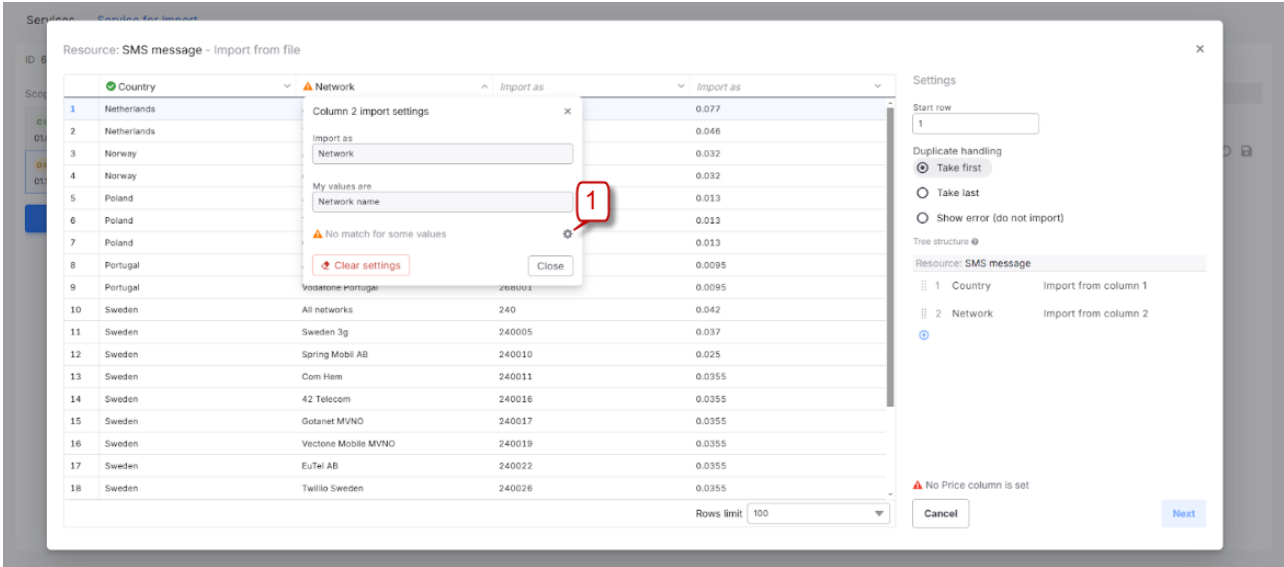 Services Service for import
ID 6
Resource: SMS message - Import from file
Country Network Import as Import as
1 Netherlands 0.077
2 Netherlands 0.046
3 Norway 0.032
4 Norway 0.032
5 Poland 0.013
6 Poland 0.013
7 Poland 0.013
8 Portugal 0.0095
9 Portugal Vodafone Portugal 268001 0.0095
10 Sweden All networks 240 0.042
11 Sweden Sweden 3g 240005 0.037
12 Sweden Spring Mobil AB 240010 0.025
13 Sweden Com Hem 240011 0.0355
14 Sweden 42 Telecom 240016 0.0355
15 Sweden Gotanet MVNO 240017 0.0355
16 Sweden Vectone Mobile MVNO 240019 0.0355
17 Sweden EuTel AB 240022 0.0355
18 Sweden Twillio Sweden 240026 0.0355
Rows limit 100
Column 2 import settings
Import as
Network
My values are
Network name
1
No match for some values
Clear settings Close
Settings
Start row
1
Duplicate handling
Take first
Take last
Show error (do not import)
Tree structure
Resource: SMS message
1 Country Import from column 1
2 Network Import from column 2
No Price column is set
Cancel Next